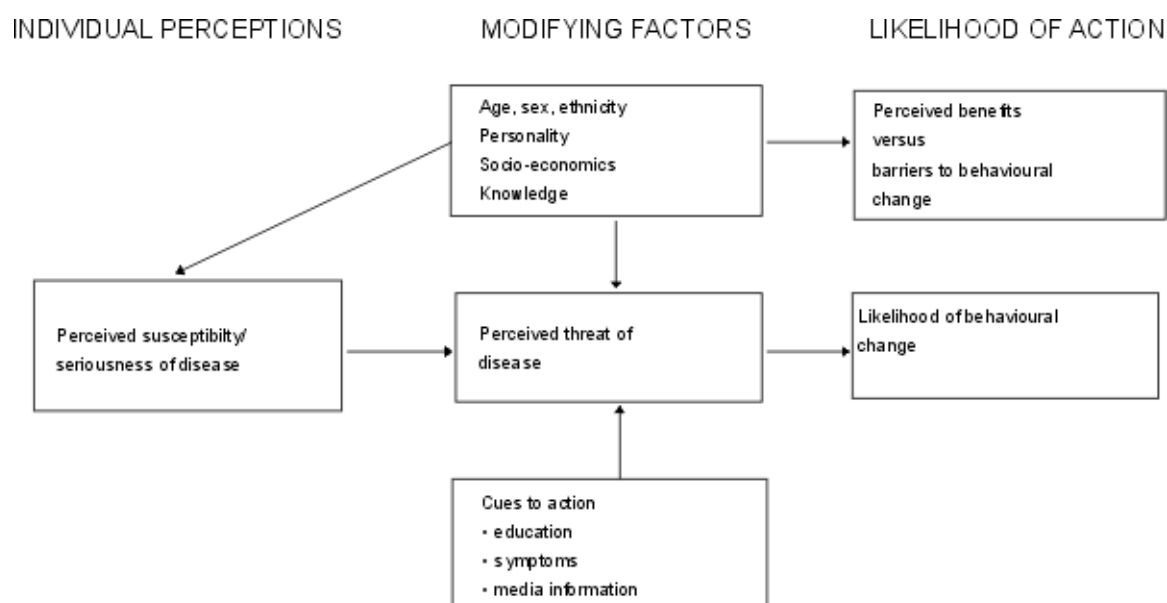 INDIVIDUAL PERCEPTIONS
MODIFYING FACTORS
LIKELIHOOD OF ACTION
Age, sex, ethnicity
Personality
Socio-economics
Knowledge
Perceived benefits
versus
barriers to behavioural
change
Perceived susceptibilty/
seriousness of disease
Perceived threat of
disease
Likelihood of behavioural
change
Cues to action
• education
• symptoms
• media information